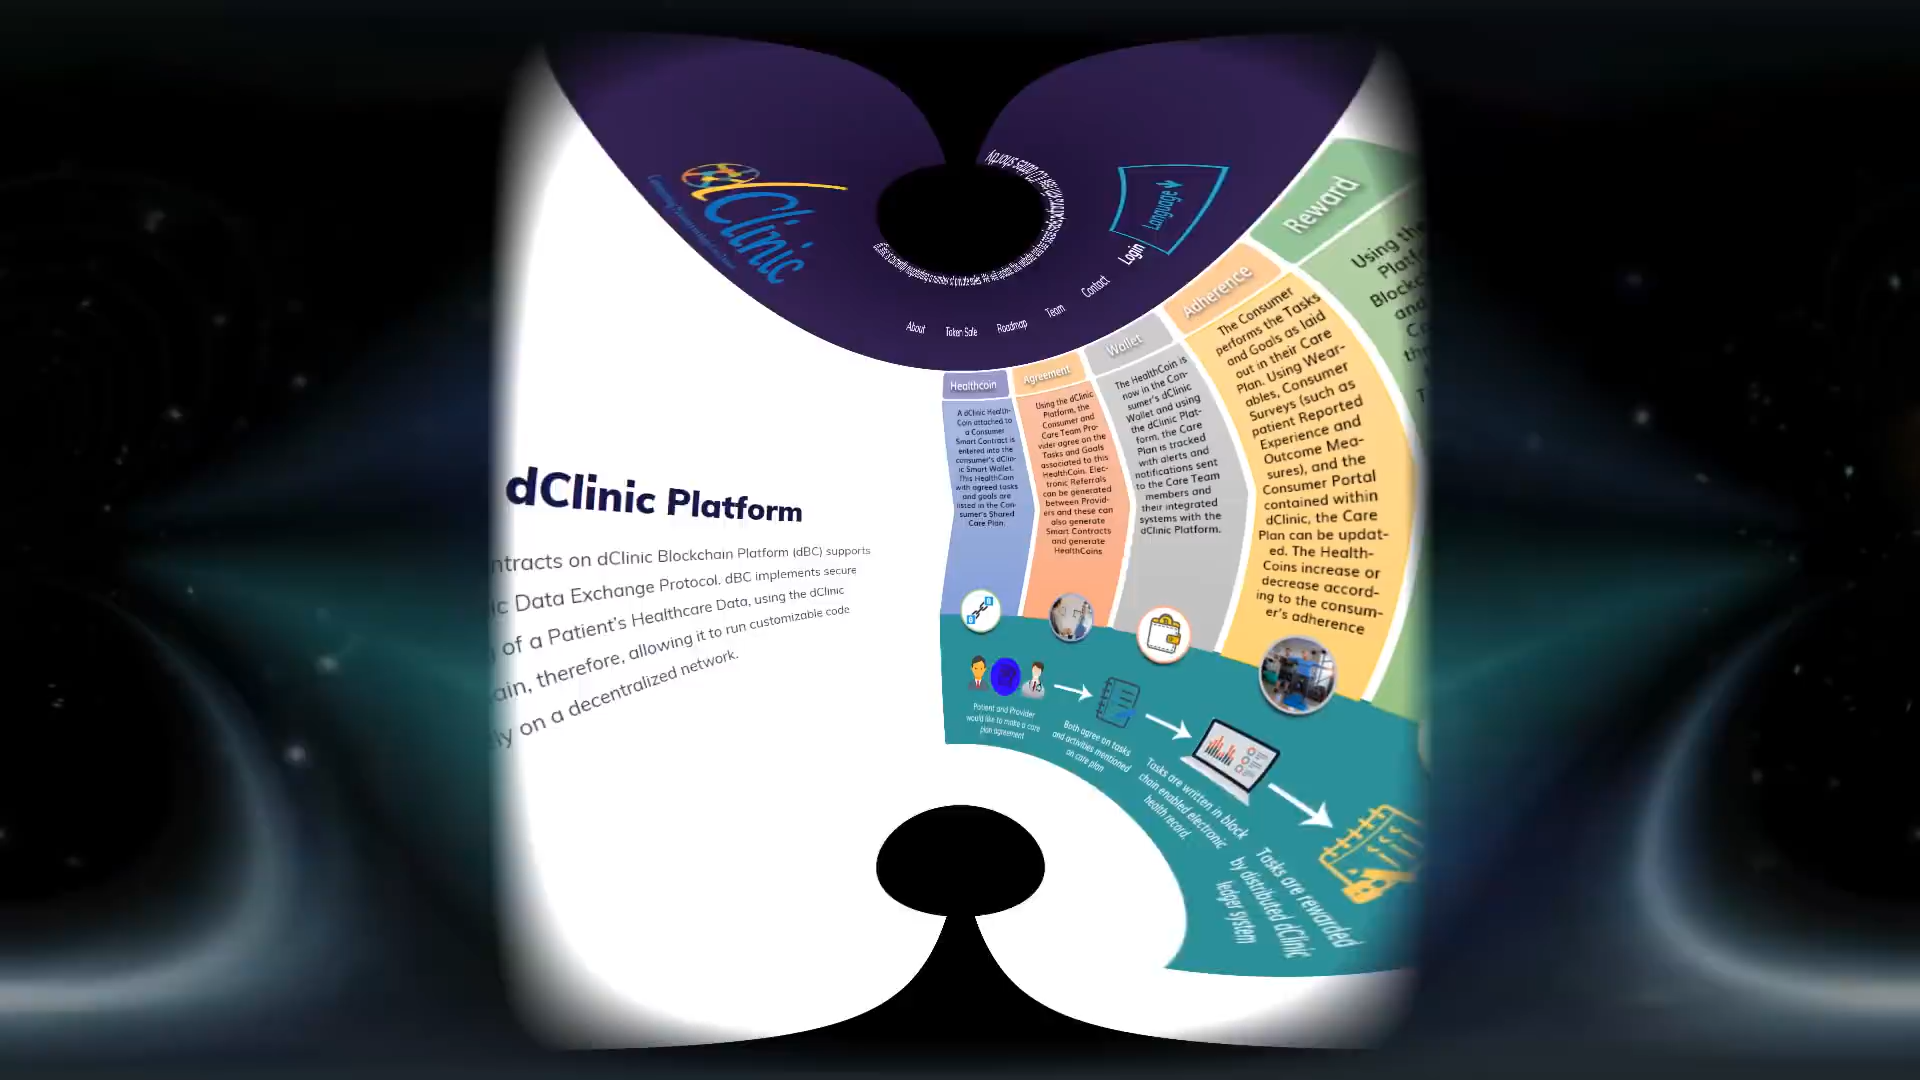 dClinic
Connecting Consumers to their Care Team
About
Token Sale
Roadmap
Team
Contact
Login
Language
dClinic Platform
ntracts on dClinic Blockchain Platform (dBC) supports
ic Data Exchange Protocol. dBC implements secure
of a Patient's Healthcare Data, using the dClinic
ain, therefore, allowing it to run customizable code
ly on a decentralized network.
Healthcoin
A dClinic Health-
Coin attached to
a Consumer
Smart Contract is
entered into the
consumer's dClin-
ic Smart Wallet.
This HealthCoin
with agreed tasks
and goals are
listed in the Con-
sumer's Shared
Care Plan.
Agreement
Using the dClinic
Platform, the
Consumer and
Care Team Pro-
vider agree on the
Tasks and Goals
associated to this
HealthCoin. Elec-
tronic Referrals
can be generated
between Provid-
ers and these can
also generate
Smart Contracts
and generate
HealthCoins
Wallet
The HealthCoin is
now in the Con-
sumer's dClinic
Wallet and using
the dClinic Plat-
form, the Care
Plan is tracked
with alerts and
notifications sent
to the Care Team
members and
their integrated
systems with the
dClinic Platform.
Adherence
The Consumer
performs the Tasks
and Goals as laid
out in their Care
Plan. Using Wear-
ables, Consumer
Surveys (such as
patient Reported
Experience and
Outcome Mea-
sures), and the
Consumer Portal
contained within
dClinic, the Care
Plan can be updat-
ed. The Health-
Coins increase or
decrease accord-
ing to the consum-
er's adherence
Reward
Using the
Platf
Blockc
and
Patient and Provider
would like to make a care
plan agreement
Both agree on tasks
and activities mentioned
on care plan
Tasks are written in block
chain enabled electronic
health record
Tasks are rewarded
by distributed dClinic
ledger system